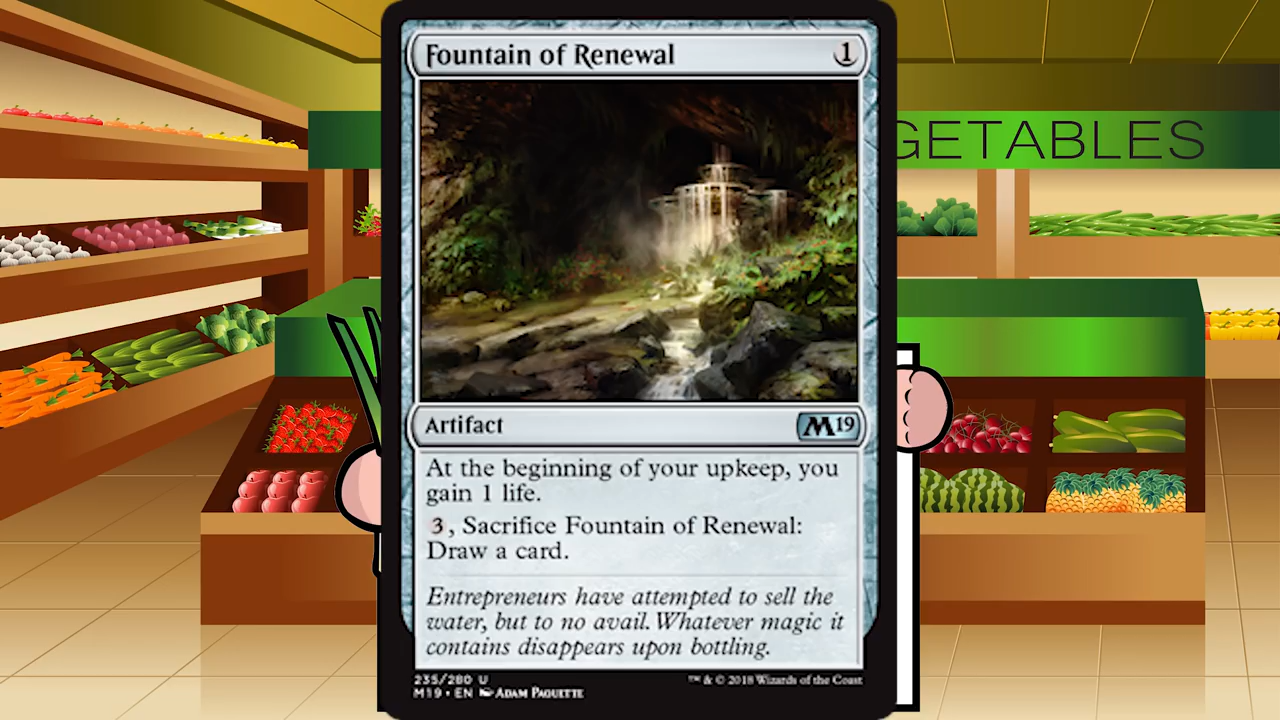 Fountain of Renewal 1
GETABLES
Artifact M19
At the beginning of your upkeep, you
gain 1 life.
3, Sacrifice Fountain of Renewal:
Draw a card.
Entrepreneurs have attempted to sell the
water, but to no avail. Whatever magic it
contains disappears upon bottling.
235/280 U
M19 • EN ADAM PAQUETTE
™ & © 2018 Wizards of the Coast